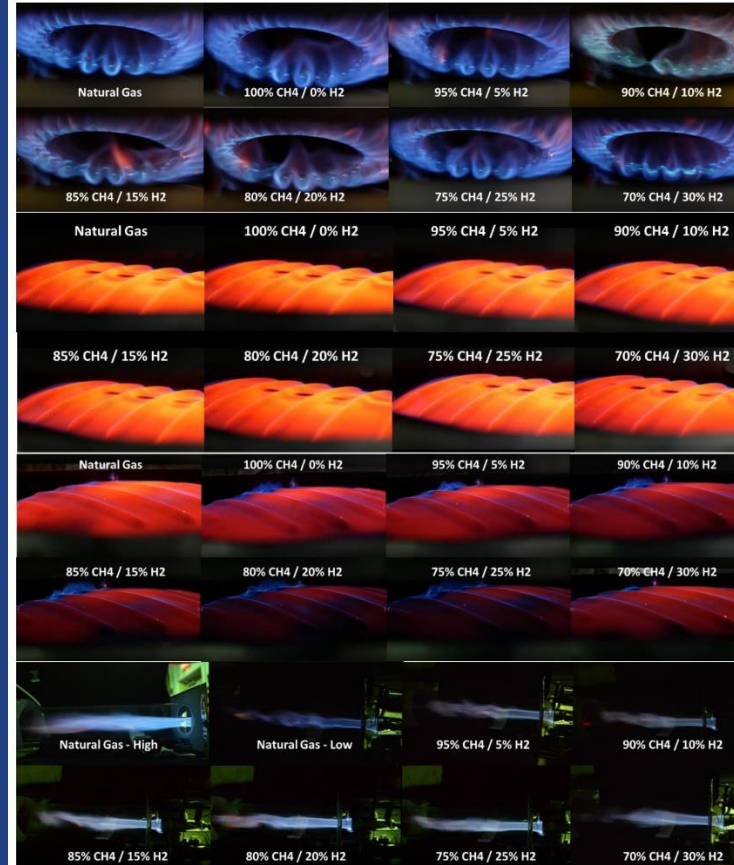 Natural Gas 100% CH4 / 0% H2 95% CH4 / 5% H2 90% CH4 / 10% H2
85% CH4 / 15% H2 80% CH4 / 20% H2 75% CH4 / 25% H2 70% CH4 / 30% H2
Natural Gas 100% CH4 / 0% H2 95% CH4 / 5% H2 90% CH4 / 10% H2
85% CH4 / 15% H2 80% CH4 / 20% H2 75% CH4 / 25% H2 70% CH4 / 30% H2
Natural Gas 100% CH4 / 0% H2 95% CH4 / 5% H2 90% CH4 / 10% H2
85% CH4 / 15% H2 80% CH4 / 20% H2 75% CH4 / 25% H2 70% CH4 / 30% H2
Natural Gas - High Natural Gas - Low 95% CH4 / 5% H2 90% CH4 / 10% H2
85% CH4 / 15% H2 80% CH4 / 20% H2 75% CH4 / 25% H2 70% CH4 / 30% H2